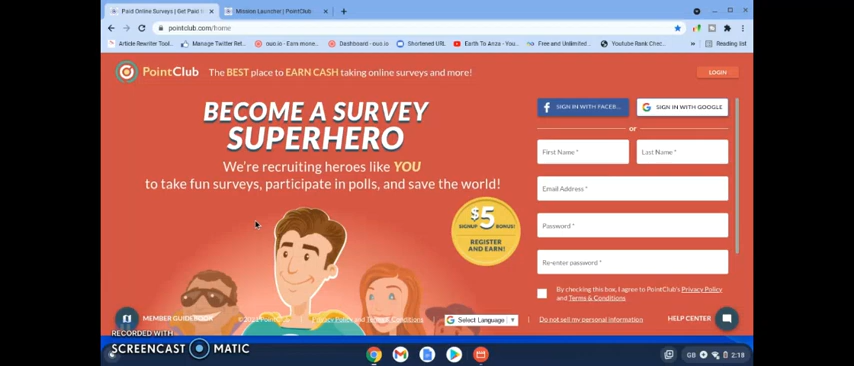 Paid Online Surveys | Get Paid
Mission Launcher | PointClub
pointclub.com/home
Article Rewriter Tool...
Manage Twitter Ret...
ouo.io - Earn mone...
Dashboard - ouo.io
Shortened URL
Earth To Anza - You...
Free and Unlimited...
Youtube Rank Chec...
»
Reading list
PointClub
The BEST place to EARN CASH taking online surveys and more!
LOGIN
BECOME A SURVEY
SUPERHERO
We're recruiting heroes like YOU
to take fun surveys, participate in polls, and save the world!
$5
SIGNUP BONUS!
REGISTER
AND EARN!
SIGN IN WITH FACEB...
SIGN IN WITH GOOGLE
or
First Name *
Last Name *
Email Address *
Password *
Re-enter password *
By checking this box, I agree to PointClub's Privacy Policy
and Terms & Conditions
MEMBER GUIDEBOOK
Privacy Policy and Terms & Conditions
Select Language
Do not sell my personal information
HELP CENTER
RECORDED WITH
SCREENCAST MATIC
GB
2:18